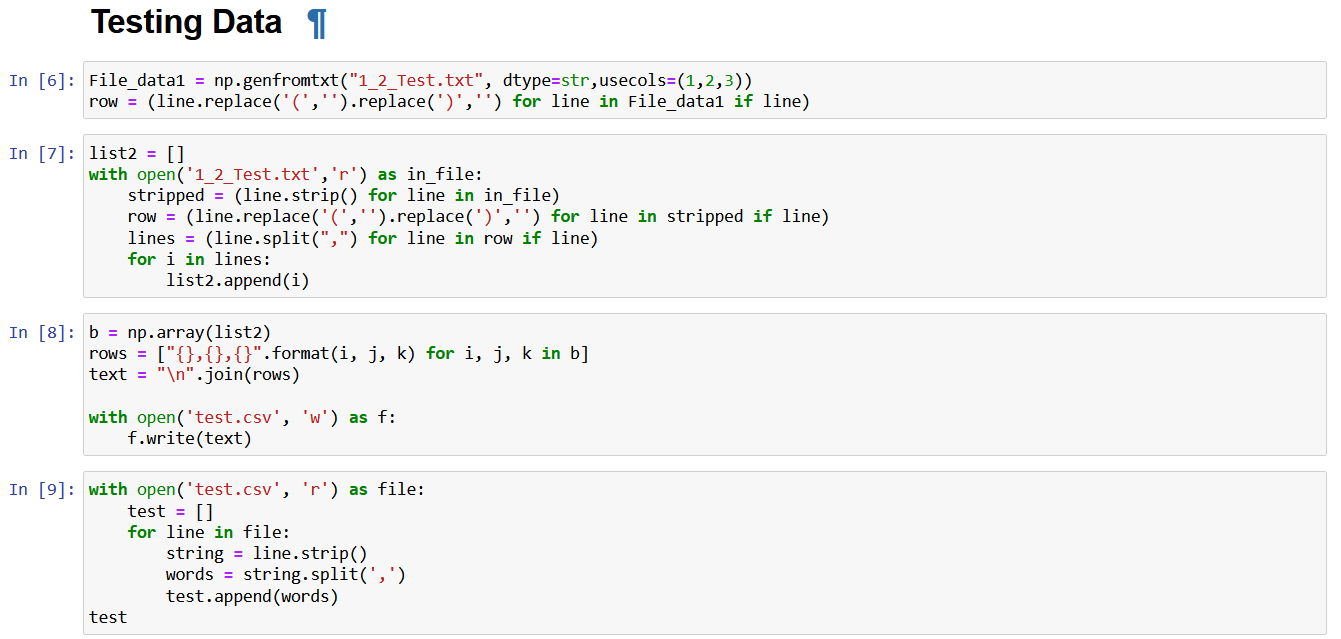 Testing Data ¶
In [6]: File_data1 = np.genfromtxt("1_2_Test.txt", dtype=str,usecols=(1,2,3))
row = (line.replace('(','').replace(')','') for line in File_data1 if line)
In [7]: list2 = []
with open('1_2_Test.txt','r') as in_file:
    stripped = (line.strip() for line in in_file)
    row = (line.replace('(','').replace(')','') for line in stripped if line)
    lines = (line.split(",") for line in row if line)
    for i in lines:
        list2.append(i)
In [8]: b = np.array(list2)
rows = ["{},{},{}".format(i, j, k) for i, j, k in b]
text = "\n".join(rows)
with open('test.csv', 'w') as f:
    f.write(text)
In [9]: with open('test.csv', 'r') as file:
    test = []
    for line in file:
        string = line.strip()
        words = string.split(',')
        test.append(words)
test